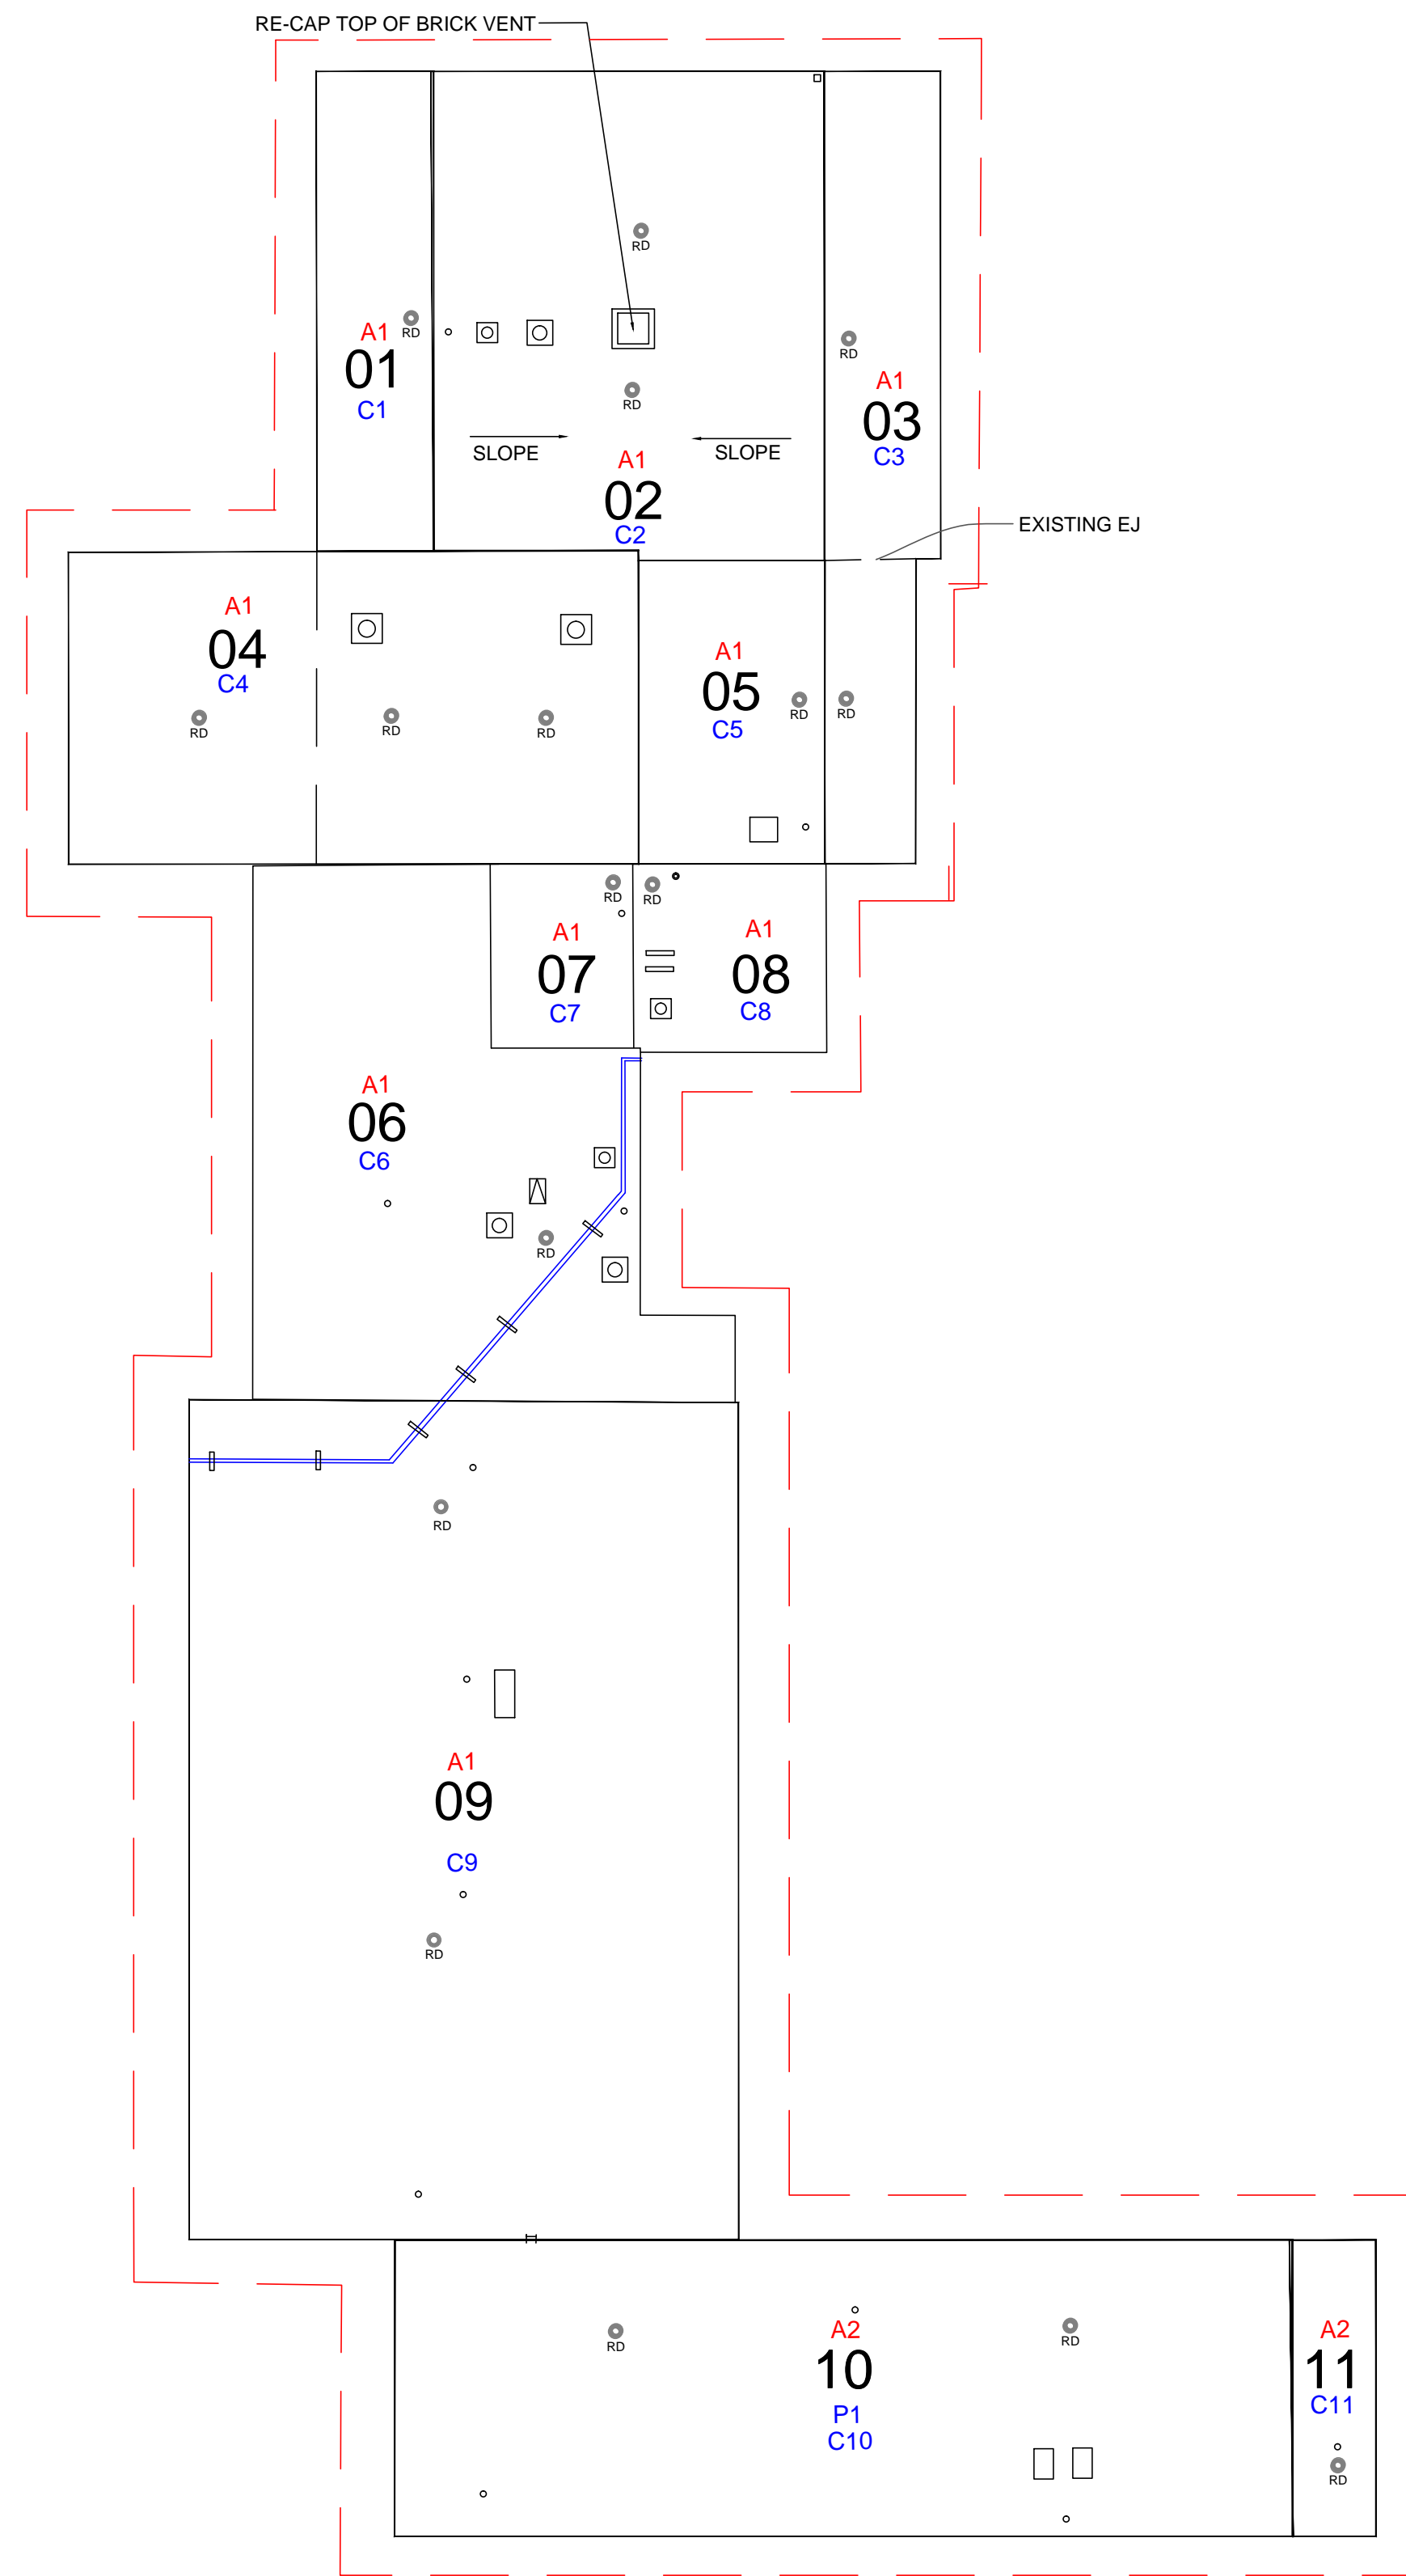 RE-CAP TOP OF BRICK VENT
RD
RD
A1
01
C1
RD
A1
03
C3
RD
SLOPE
SLOPE
A1
02
C2
EXISTING EJ
A1
04
C4
RD
RD
RD
A1
05
C5
RD
RD
RD
RD
A1
07
C7
A1
08
C8
A1
06
C6
RD
RD
A1
09
C9
RD
RD
RD
A2
10
P1
C10
A2
11
C11
RD